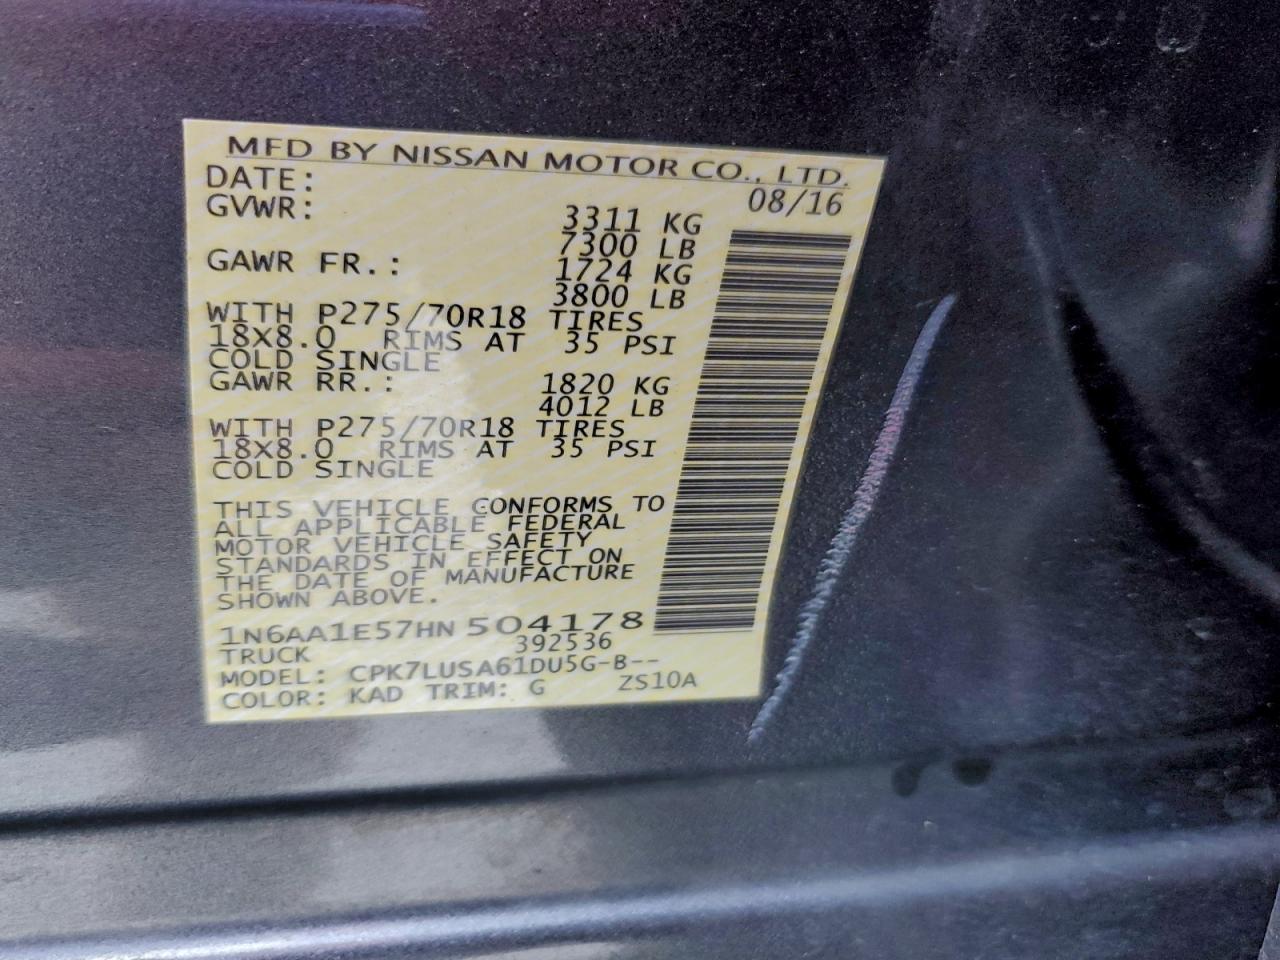 MFD BY NISSAN MOTOR CO., LTD.
DATE: 08/16
GVWR: 3311 KG
7300 LB
GAWR FR.: 1724 KG
3800 LB
WITH P275/70R18 TIRES
18X8.0 RIMS AT 35 PSI
COLD SINGLE
GAWR RR.: 1820 KG
4012 LB
WITH P275/70R18 TIRES
18X8.0 RIMS AT 35 PSI
COLD SINGLE
THIS VEHICLE CONFORMS TO
ALL APPLICABLE FEDERAL
MOTOR VEHICLE SAFETY
STANDARDS IN EFFECT ON
THE DATE OF MANUFACTURE
SHOWN ABOVE.
1N6AA1E57HN504178
TRUCK 392536
MODEL: CPK7LUSA61DU5G-B--
COLOR: KAD TRIM: G ZS10A